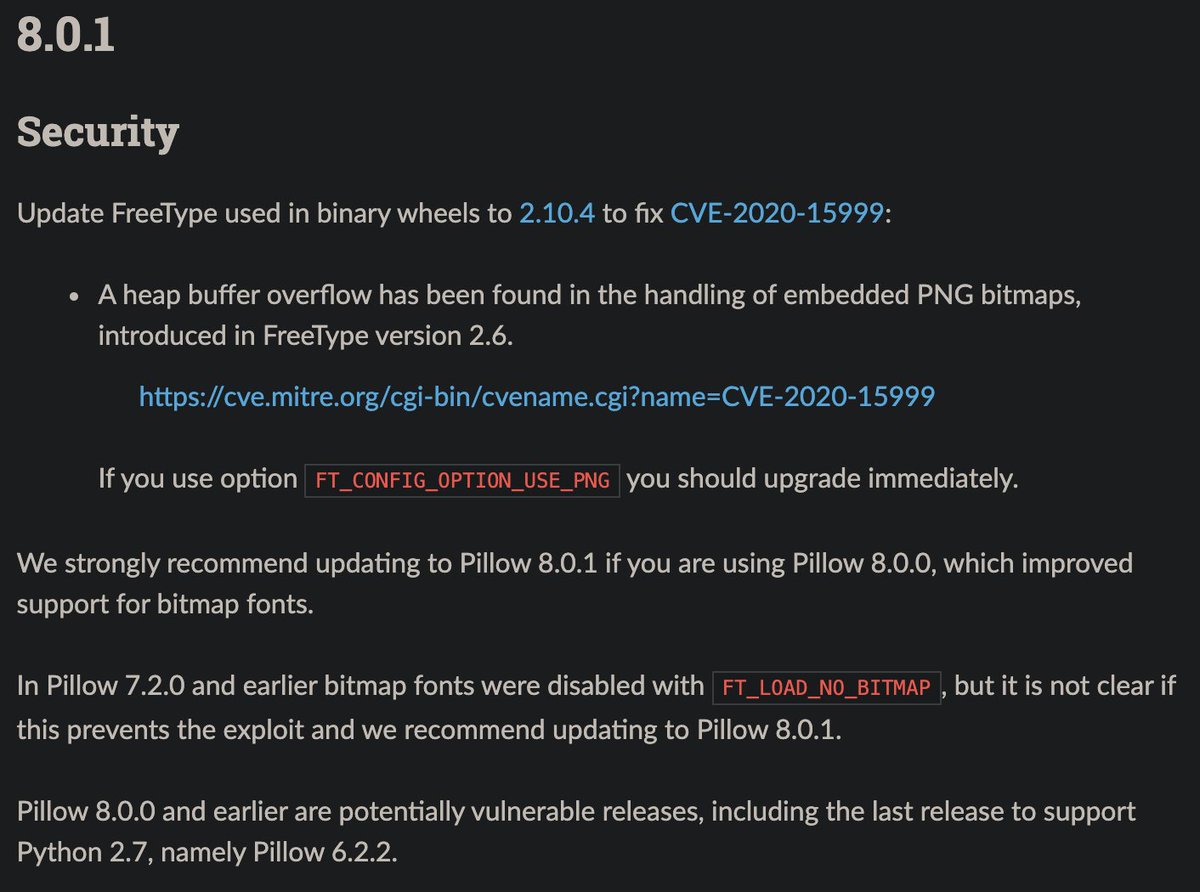 8.0.1
Security
Update FreeType used in binary wheels to 2.10.4 to fix CVE-2020-15999:
• A heap buffer overflow has been found in the handling of embedded PNG bitmaps,
introduced in FreeType version 2.6.
https://cve.mitre.org/cgi-bin/cvename.cgi?name=CVE-2020-15999
If you use option FT_CONFIG_OPTION_USE_PNG you should upgrade immediately.
We strongly recommend updating to Pillow 8.0.1 if you are using Pillow 8.0.0, which improved
support for bitmap fonts.
In Pillow 7.2.0 and earlier bitmap fonts were disabled with FT_LOAD_NO_BITMAP, but it is not clear if
this prevents the exploit and we recommend updating to Pillow 8.0.1.
Pillow 8.0.0 and earlier are potentially vulnerable releases, including the last release to support
Python 2.7, namely Pillow 6.2.2.